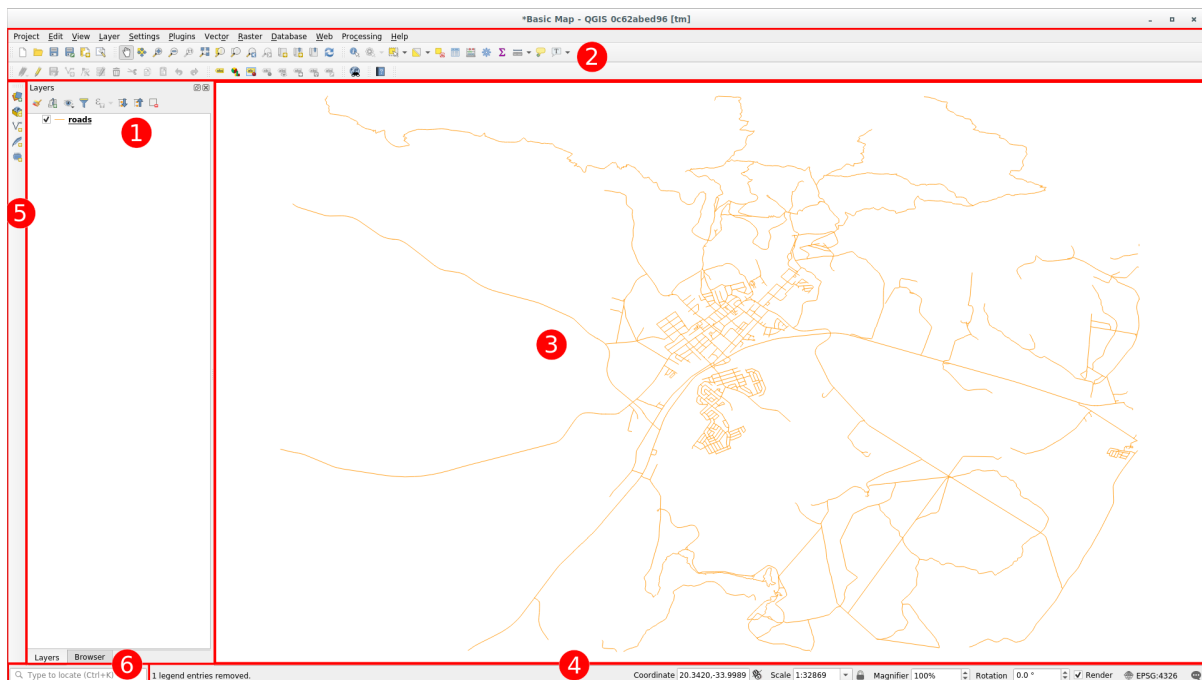 *Basic Map - QGIS 0c62abed96 [tm]
Project Edit View Layer Settings Plugins Vector Raster Database Web Processing Help
2
Layers
1
roads
5
3
Layers Browser
6
4
Type to locate (Ctrl+K) 1 legend entries removed. Coordinate 20.3420,-33.9989 Scale 1:32869 Magnifier 100% Rotation 0.0 ° Render EPSG:4326